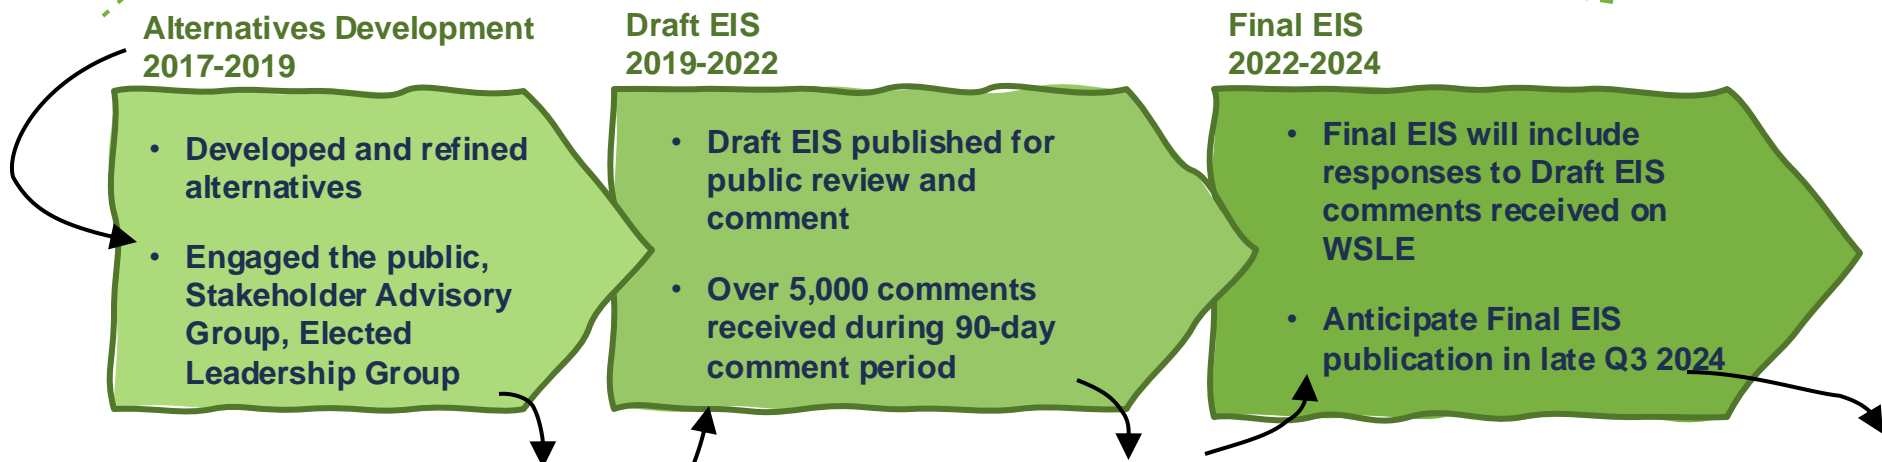 Alternatives Development
2017-2019
• Developed and refined
alternatives
• Engaged the public,
Stakeholder Advisory
Group, Elected
Leadership Group
Draft EIS
2019-2022
• Draft EIS published for
public review and
comment
• Over 5,000 comments
received during 90-day
comment period
Final EIS
2022-2024
• Final EIS will include
responses to Draft EIS
comments received on
WSLE
• Anticipate Final EIS
publication in late Q3 2024